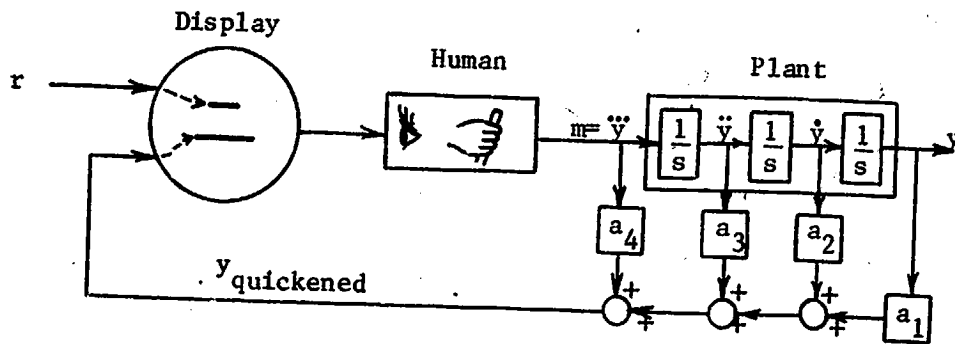 Display
Human
Plant
r
m= y⃛
1/s
ÿ
1/s
ẏ
1/s
y
a₄
a₃
a₂
a₁
y quickened
+
+
+
+
+
+